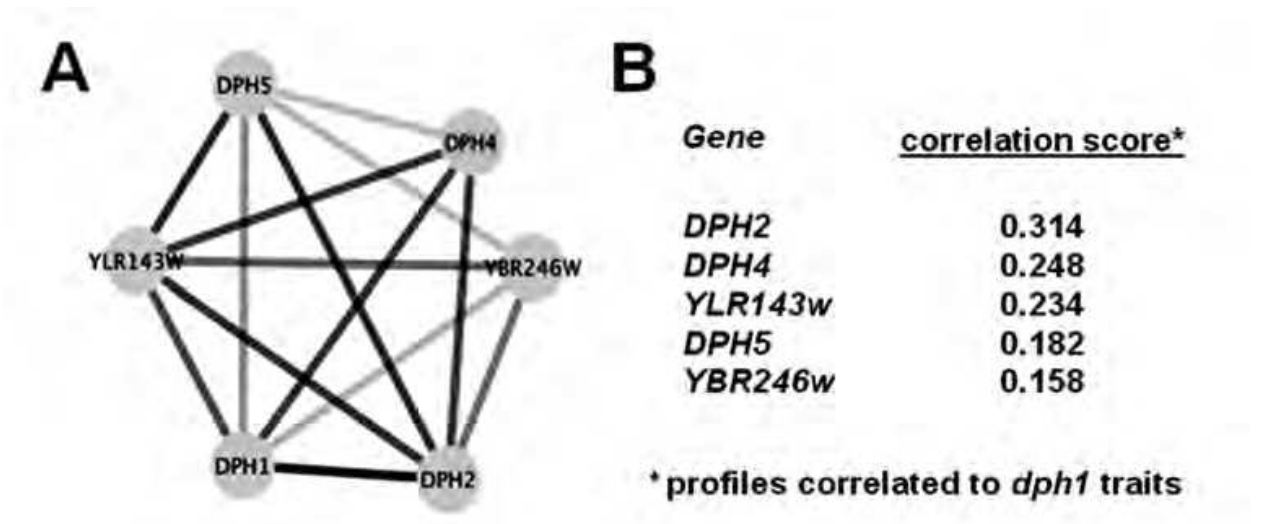 A
DPH5
DPH4
YLR143W
YBR246W
DPH1
DPH2
B
Gene correlation score*
DPH2 0.314
DPH4 0.248
YLR143w 0.234
DPH5 0.182
YBR246w 0.158
*profiles correlated to dph1 traits